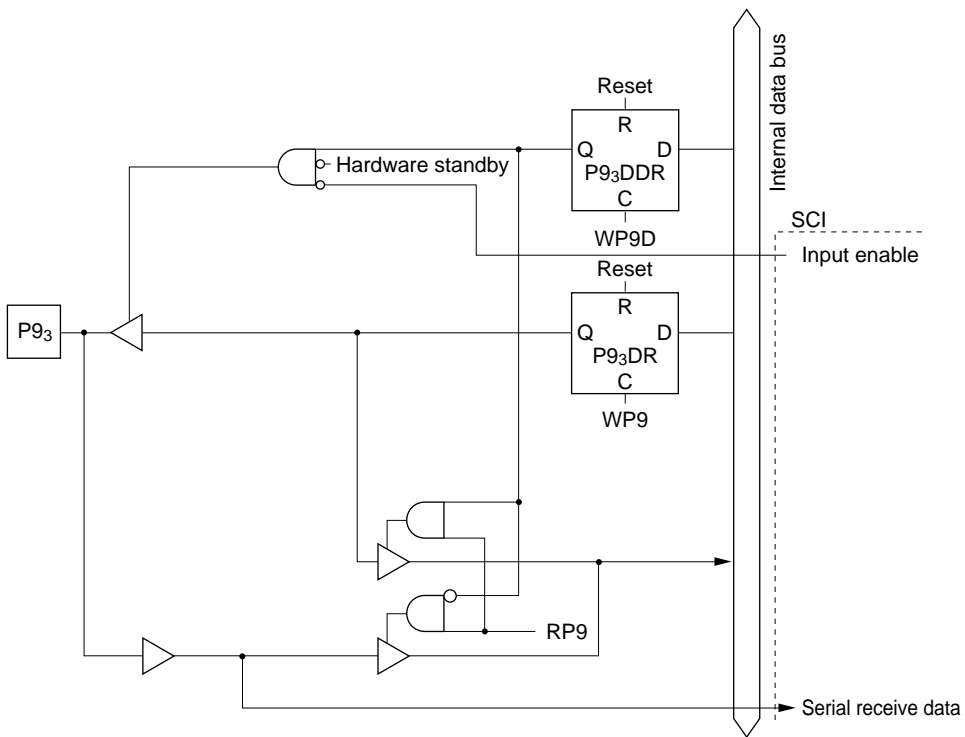 Reset
R
Q D
P9₃DDR
C
WP9D
Hardware standby
Internal data bus
SCI
Input enable
Reset
R
Q D
P9₃DR
C
WP9
P9₃
RP9
Serial receive data